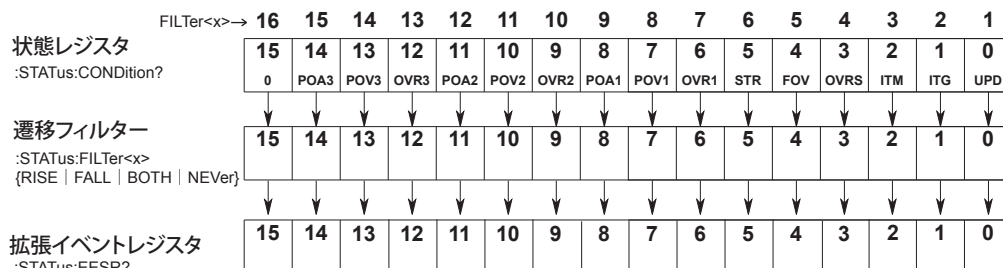 FILTer<x>→ 16 15 14 13 12 11 10 9 8 7 6 5 4 3 2 1
状態レジスタ
:STATus:CONDition?
15 14 13 12 11 10 9 8 7 6 5 4 3 2 1 0
0 POA3 POV3 OVR3 POA2 POV2 OVR2 POA1 POV1 OVR1 STR FOV OVRS ITM ITG UPD
遷移フィルター
:STATus:FILTer<x>
{RISE｜FALL｜BOTH｜NEVer}
15 14 13 12 11 10 9 8 7 6 5 4 3 2 1 0
拡張イベントレジスタ
:STATus:EESR?
15 14 13 12 11 10 9 8 7 6 5 4 3 2 1 0